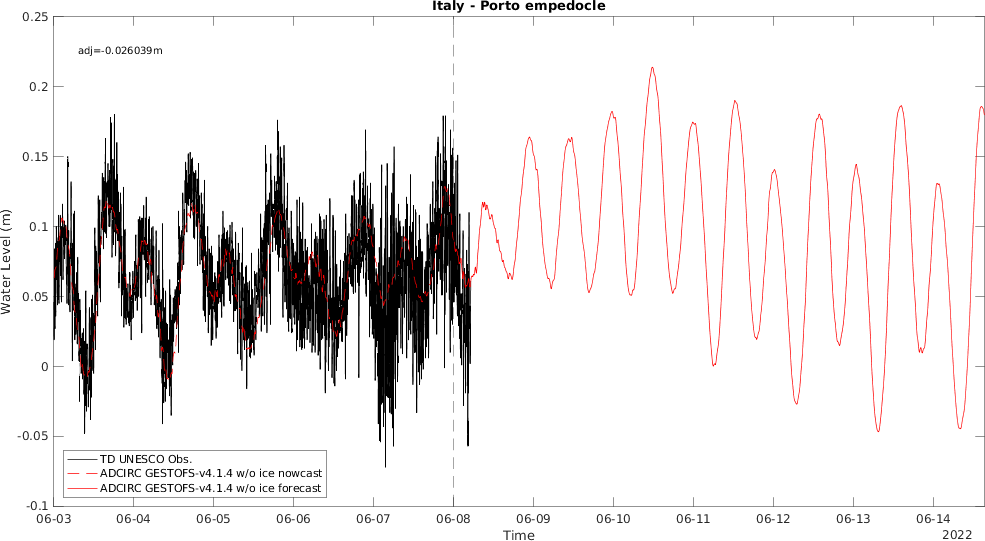 Italy - Porto empedocle
adj=-0.026039m
Water Level (m)
0.25
0.2
0.15
0.1
0.05
0
-0.05
-0.1
TD UNESCO Obs.
ADCIRC GESTOFS-v4.1.4 w/o ice nowcast
ADCIRC GESTOFS-v4.1.4 w/o ice forecast
06-03 06-04 06-05 06-06 06-07 06-08 06-09 06-10 06-11 06-12 06-13 06-14
Time
2022